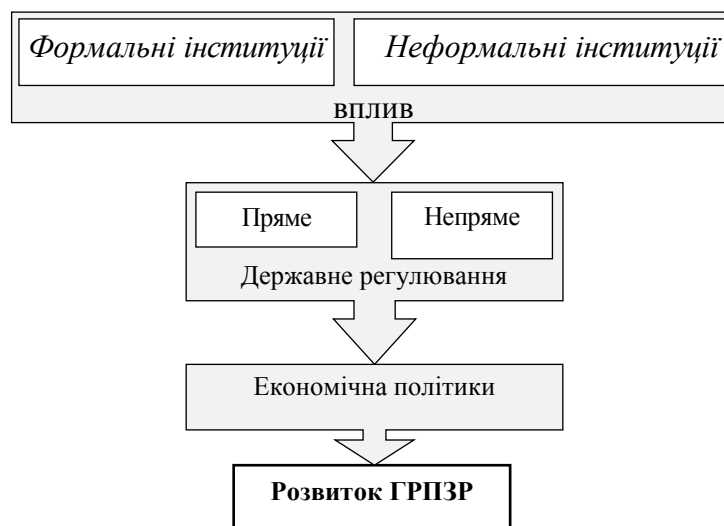 Формальні інституції
Неформальні інституції
вплив
Пряме
Непряме
Державне регулювання
Економічна політики
Розвиток ГРПЗР